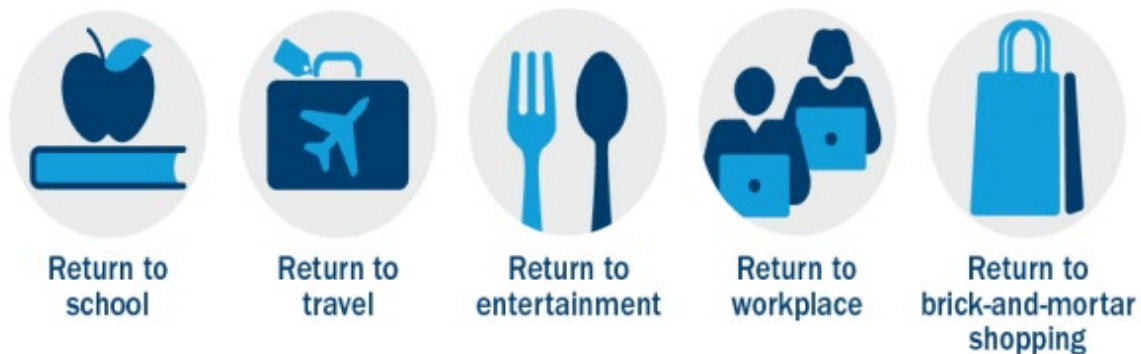 Return to
school
Return to
travel
Return to
entertainment
Return to
workplace
Return to
brick-and-mortar
shopping